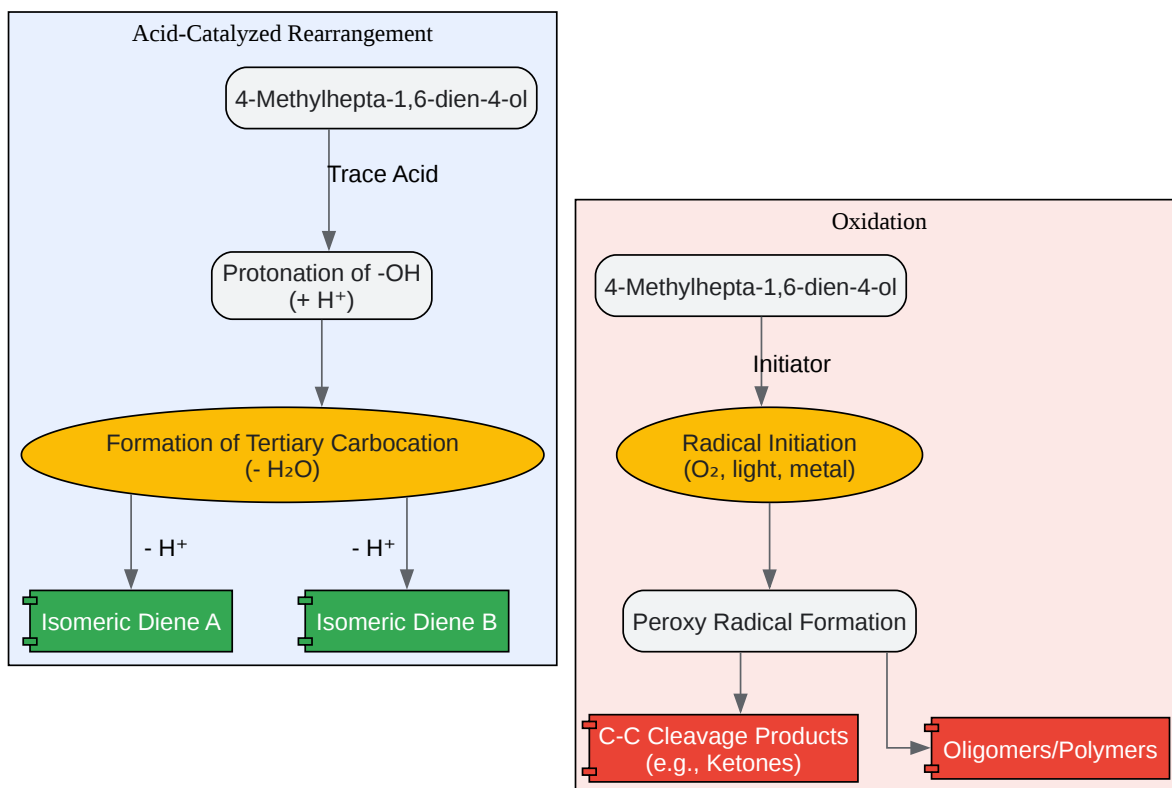 Acid-Catalyzed Rearrangement
4-Methylhepta-1,6-dien-4-ol
Trace Acid
Protonation of -OH
(+ H⁺)
Formation of Tertiary Carbocation
(- H₂O)
- H⁺
- H⁺
Isomeric Diene A
Isomeric Diene B
Oxidation
4-Methylhepta-1,6-dien-4-ol
Initiator
Radical Initiation
(O₂, light, metal)
Peroxy Radical Formation
C-C Cleavage Products
(e.g., Ketones)
Oligomers/Polymers